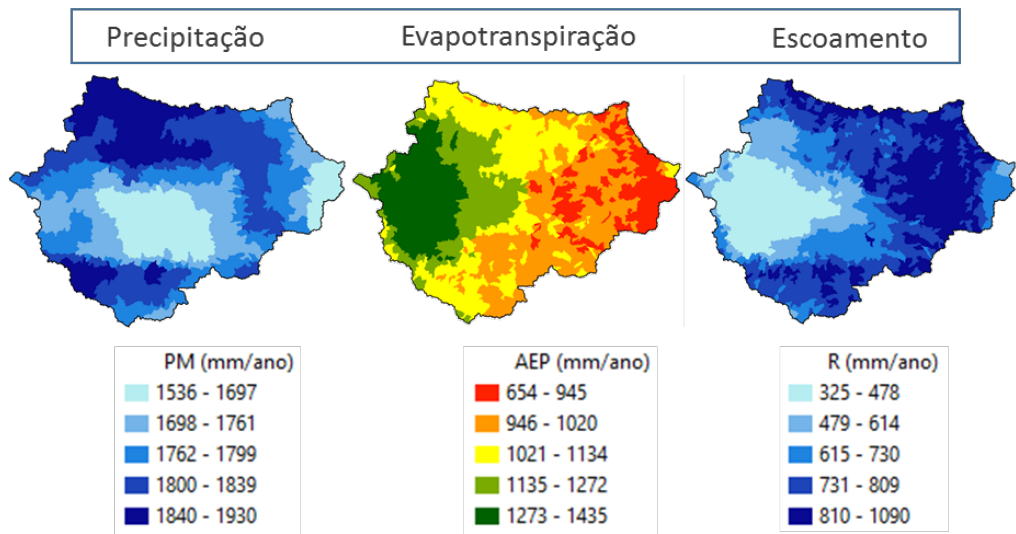 Precipitação Evapotranspiração Escoamento
PM (mm/ano)
1536 - 1697
1698 - 1761
1762 - 1799
1800 - 1839
1840 - 1930
AEP (mm/ano)
654 - 945
946 - 1020
1021 - 1134
1135 - 1272
1273 - 1435
R (mm/ano)
325 - 478
479 - 614
615 - 730
731 - 809
810 - 1090